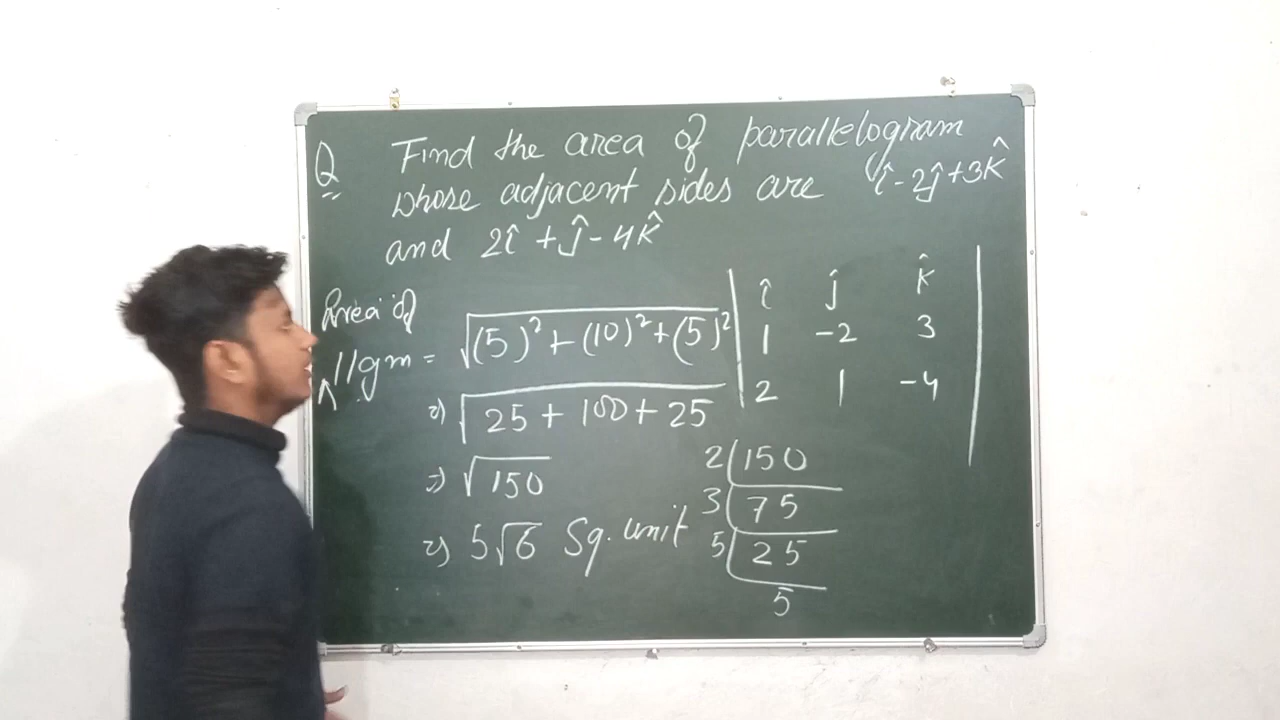 Q Find the area of parallelogram
whose adjacent sides are î-2ĵ+3k̂
and 2î+ĵ-4k̂
Area of
//gm = √(5)²+(10)²+(5)²
⇒ √25+100+25
⇒ √150
⇒ 5√6 Sq. unit
î ĵ k̂
1 -2 3
2 1 -4
2 150
3 75
5 25
5